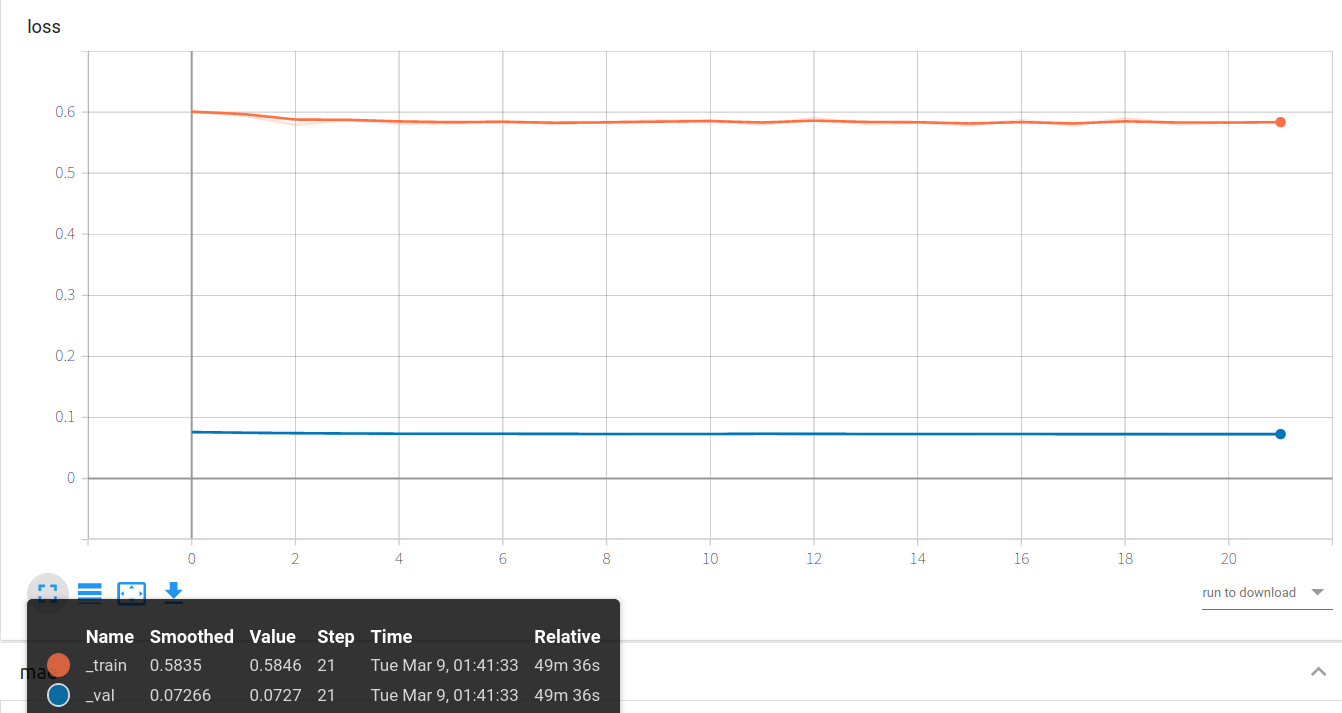 loss
0.6
0.5
0.4
0.3
0.2
0.1
0
0 2 4 6 8 10 12 14 16 18 20
run to download
Name Smoothed Value Step Time Relative
_train 0.5835 0.5846 21 Tue Mar 9, 01:41:33 49m 36s
_val 0.07266 0.0727 21 Tue Mar 9, 01:41:33 49m 36s